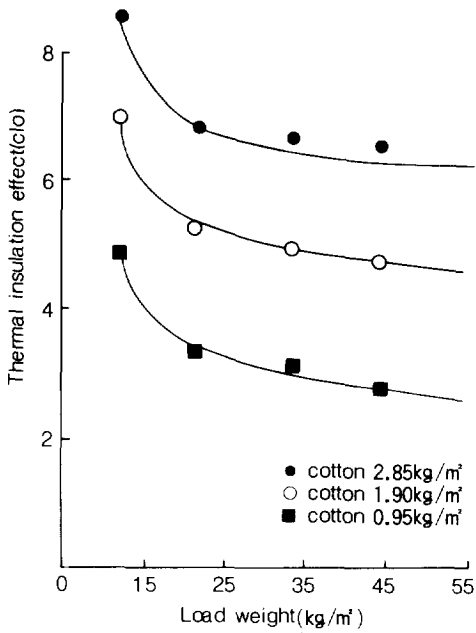 Thermal insulation effect(clo)
8
6
4
2
0
15
25
35
45
55
● cotton 2.85kg/m²
○ cotton 1.90kg/m²
■ cotton 0.95kg/m²
Load weight(kg/m²)